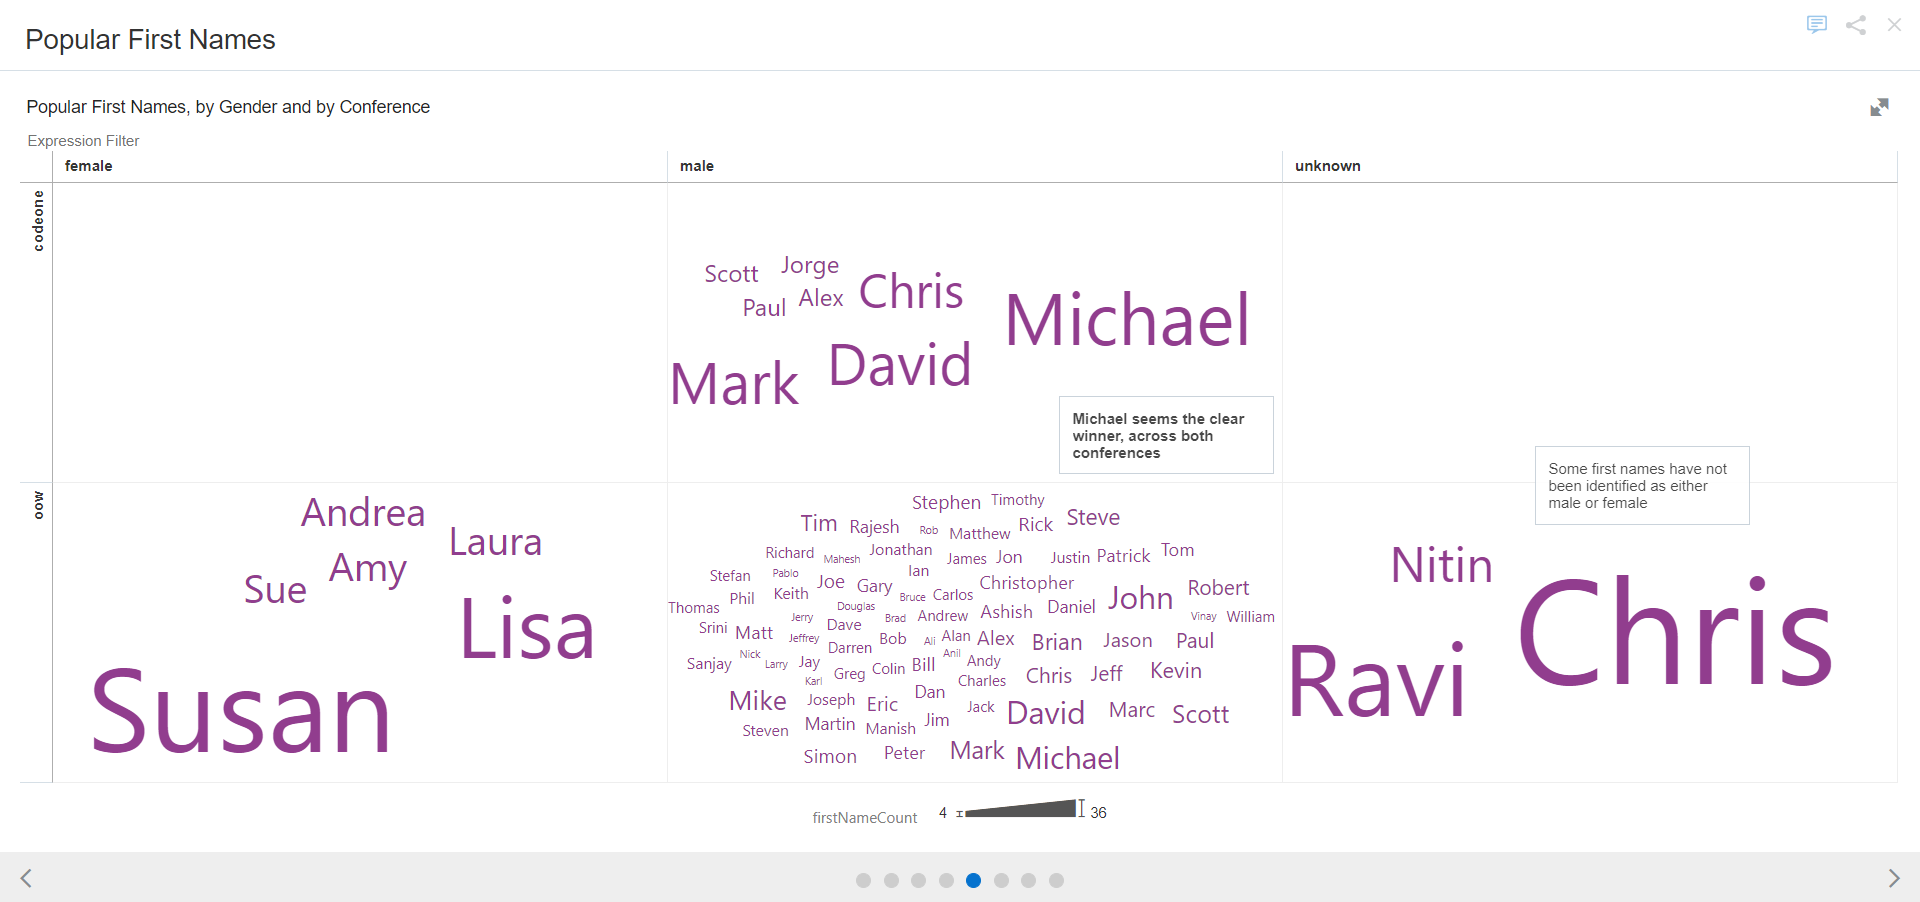 Popular First Names
Popular First Names, by Gender and by Conference
Expression Filter
female
male
unknown
codeone
Scott
Jorge
Paul
Alex
Chris
Michael
Mark
David
Michael seems the clear
winner, across both
conferences
Some first names have not
been identified as either
male or female
oow
Andrea
Laura
Amy
Sue
Lisa
Susan
Stephen Timothy
Tim Rajesh Rob Matthew Rick Steve
Richard Mahesh Jonathan James Jon Justin Patrick Tom
Stefan Pablo Joe Gary Ian Christopher
Thomas Phil Keith Douglas Bruce Carlos Daniel John Robert
Srini Matt Jerry Dave Brad Andrew Ashish Vinay William
Jeffrey Darren Bob Ali Alan Alex Brian Jason Paul
Sanjay Nick Larry Jay Greg Colin Bill Anil Andy
Karl Charles Chris Jeff Kevin
Mike Joseph Eric Dan Jack David Marc Scott
Steven Martin Manish Jim
Simon Peter Mark Michael
Nitin
Chris
Ravi
firstNameCount 4 36